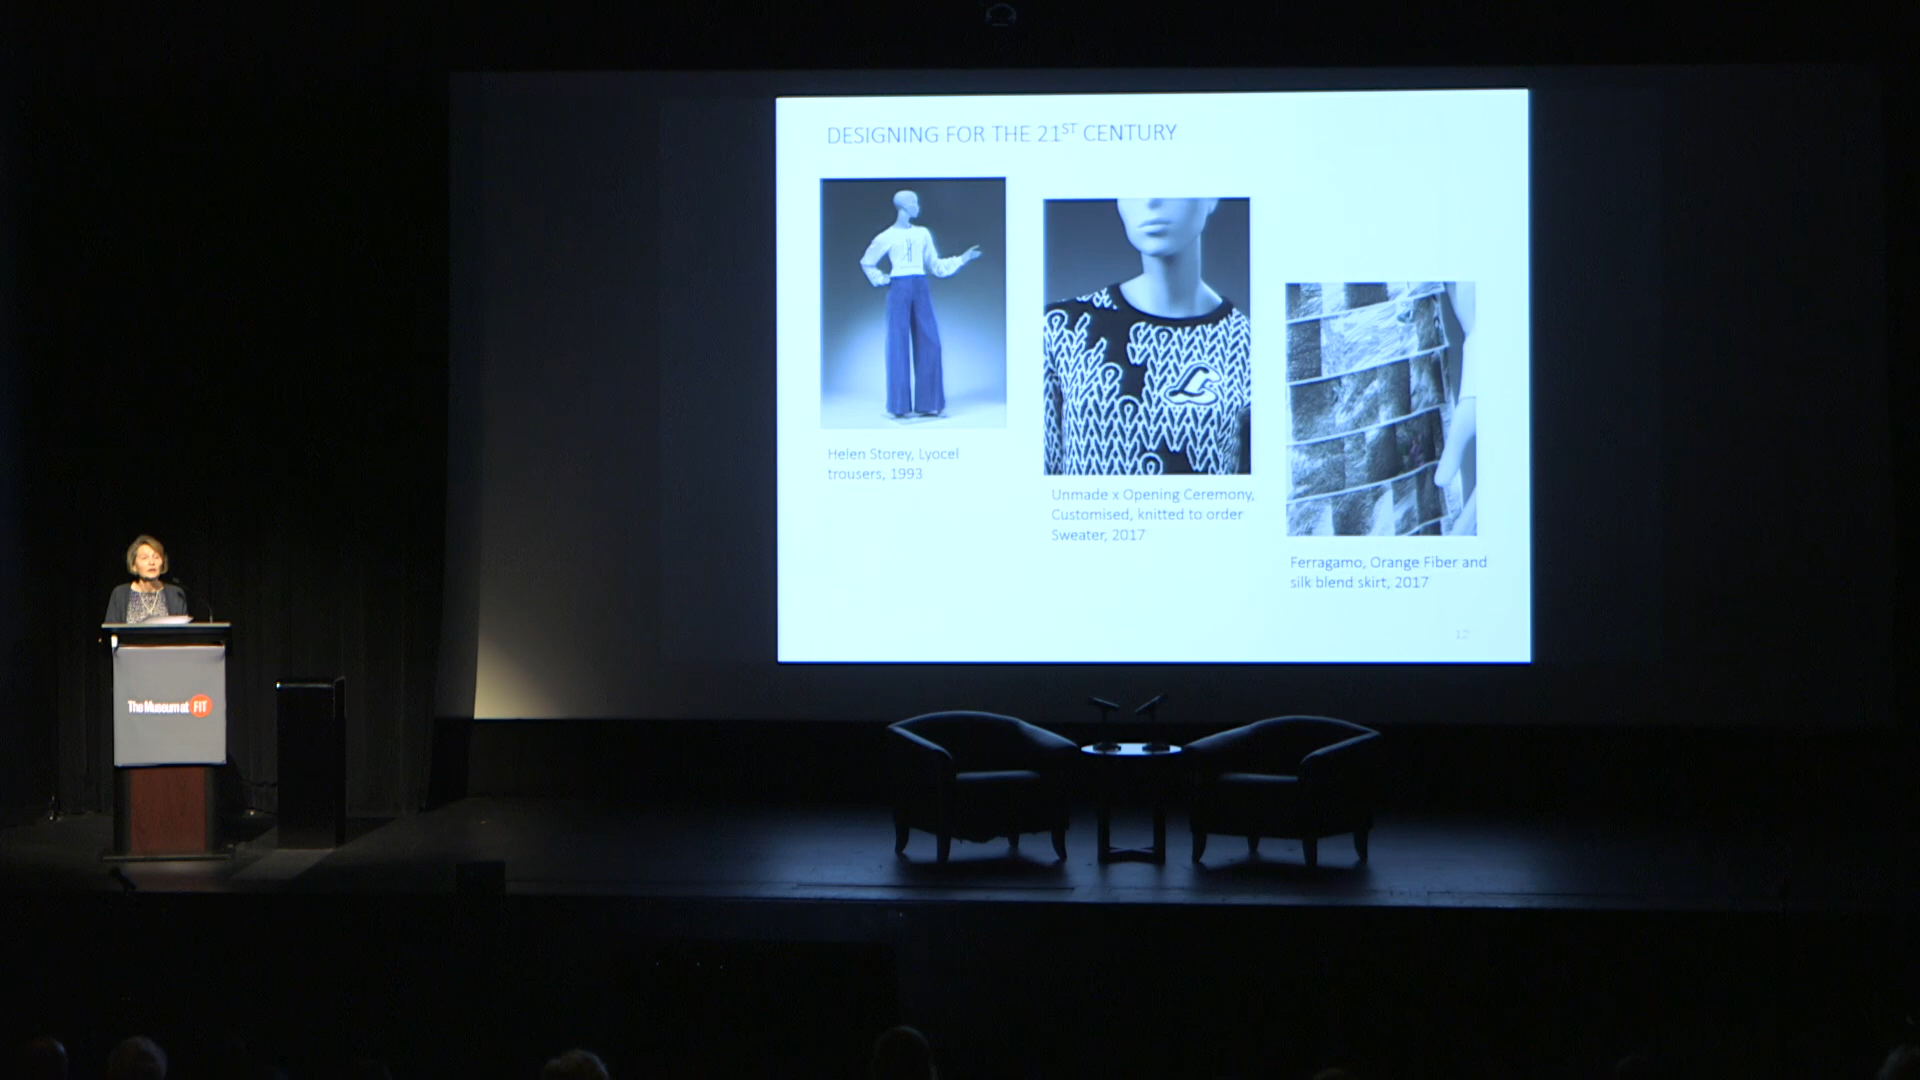 DESIGNING FOR THE 21ST CENTURY
Helen Storey, Lyocel
trousers, 1993
Unmade x Opening Ceremony,
Customised, knitted to order
Sweater, 2017
Ferragamo, Orange Fiber and
silk blend skirt, 2017
12
The Museum at FIT